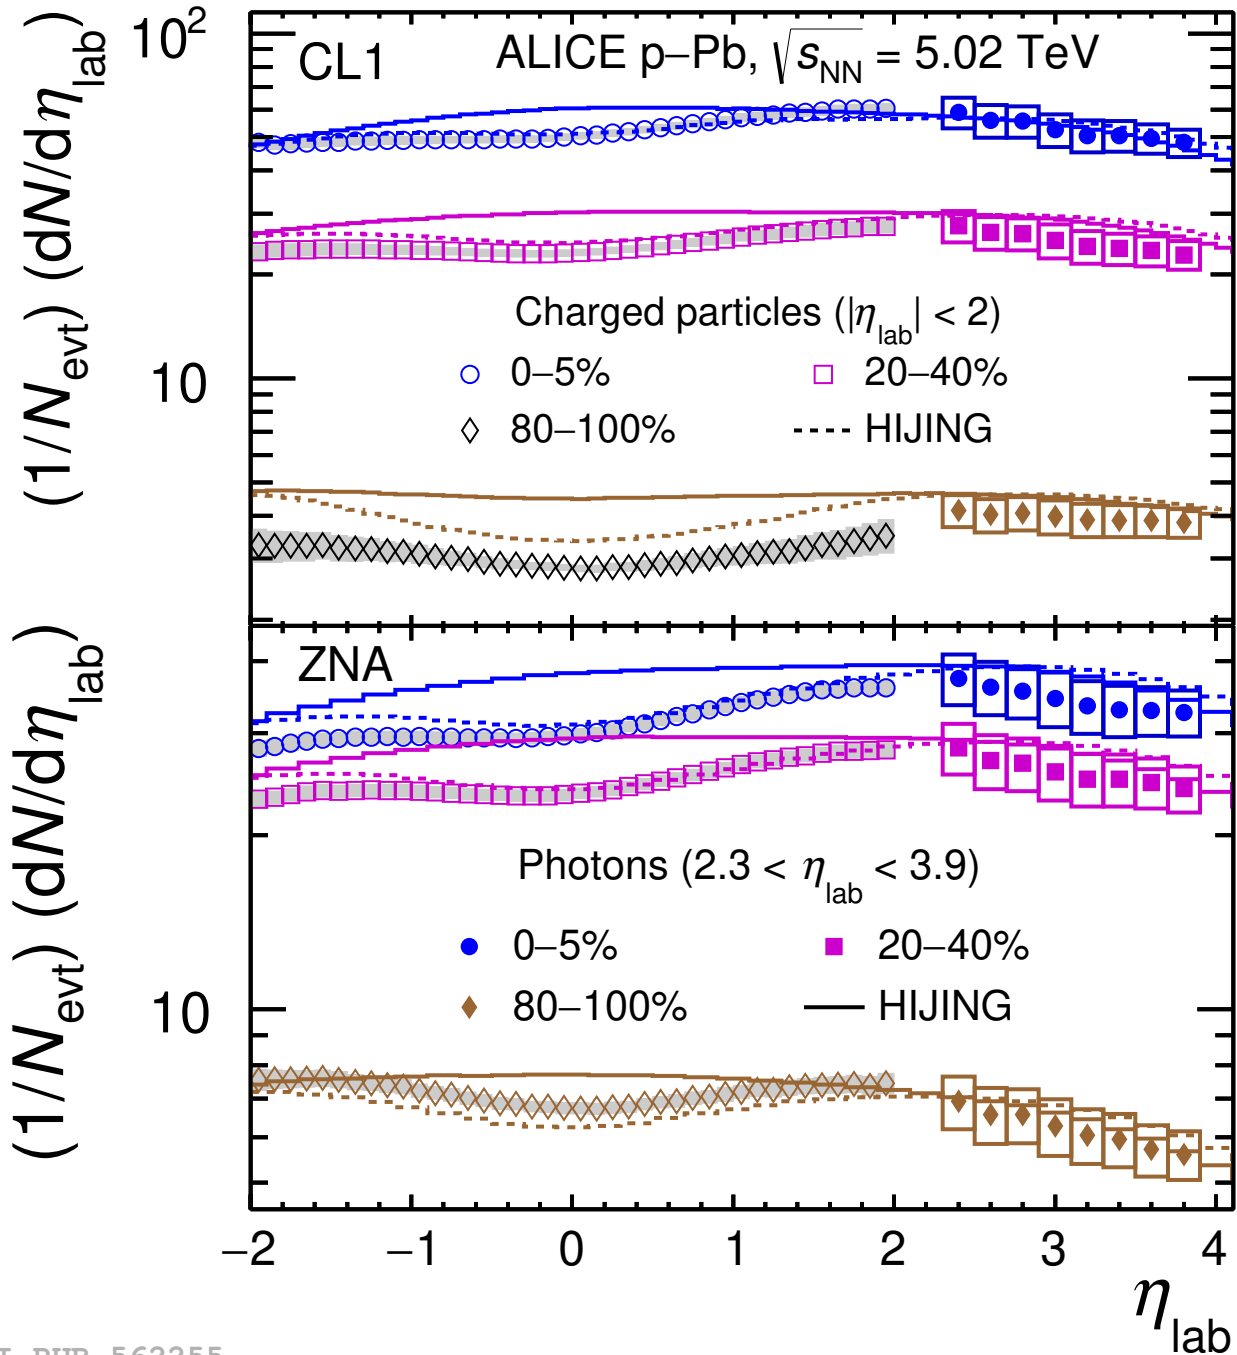 10²
CL1
ALICE p–Pb, √sNN = 5.02 TeV
(1/Nevt) (dN/dηlab)
Charged particles (|ηlab| < 2)
0–5%
20–40%
10
80–100%
HIJING
ZNA
(1/Nevt) (dN/dηlab)
Photons (2.3 < ηlab < 3.9)
0–5%
20–40%
10
80–100%
HIJING
−2 −1 0 1 2 3 4
ηlab